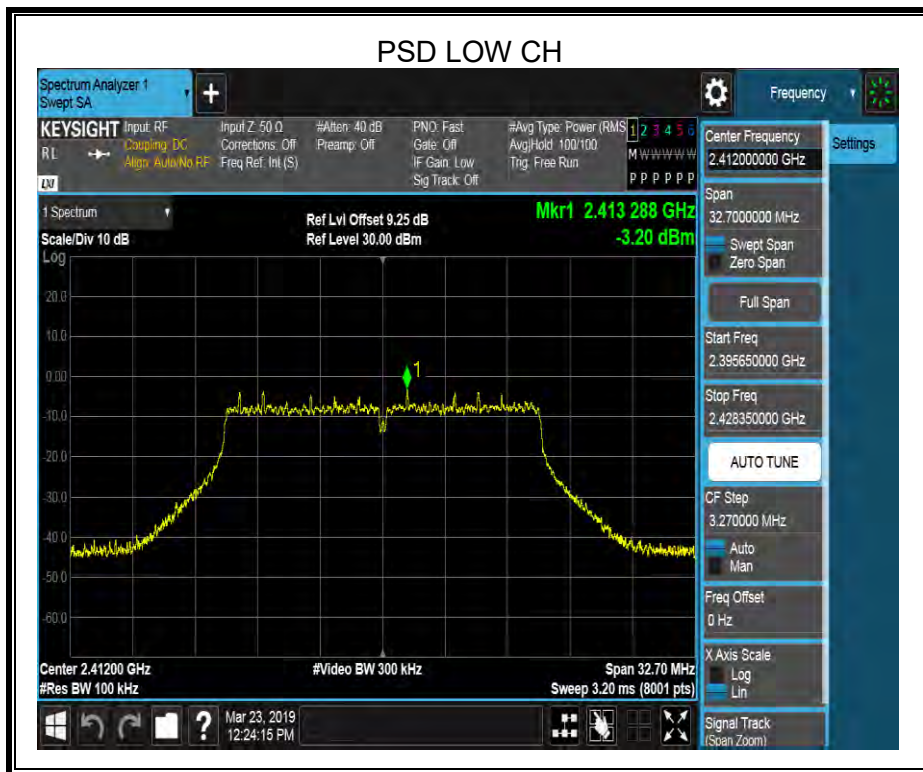 PSD LOW CH
Spectrum Analyzer 1
Swept SA
Frequency
KEYSIGHT
RL
LXI
Input: RF
Coupling: DC
Align: Auto/No RF
Input Z: 50 Ω
Corrections: Off
Freq Ref: Int (S)
#Atten: 40 dB
Preamp: Off
PNO: Fast
Gate: Off
IF Gain: Low
Sig Track: Off
#Avg Type: Power (RMS
Avg|Hold: 100/100
Trig: Free Run
1 2 3 4 5 6
M W W W W W
P P P P P P
Settings
1 Spectrum
Scale/Div 10 dB
Ref Lvl Offset 9.25 dB
Ref Level 30.00 dBm
Mkr1 2.413 288 GHz
-3.20 dBm
Log
20.0
10.0
0.00
-10.0
-20.0
-30.0
-40.0
-50.0
-60.0
1
Center 2.41200 GHz
#Res BW 100 kHz
#Video BW 300 kHz
Span 32.70 MHz
Sweep 3.20 ms (8001 pts)
Center Frequency
2.412000000 GHz
Span
32.7000000 MHz
Swept Span
Zero Span
Full Span
Start Freq
2.395650000 GHz
Stop Freq
2.428350000 GHz
AUTO TUNE
CF Step
3.270000 MHz
Auto
Man
Freq Offset
0 Hz
X Axis Scale
Log
Lin
Signal Track
(Span Zoom)
?
Mar 23, 2019
12:24:15 PM